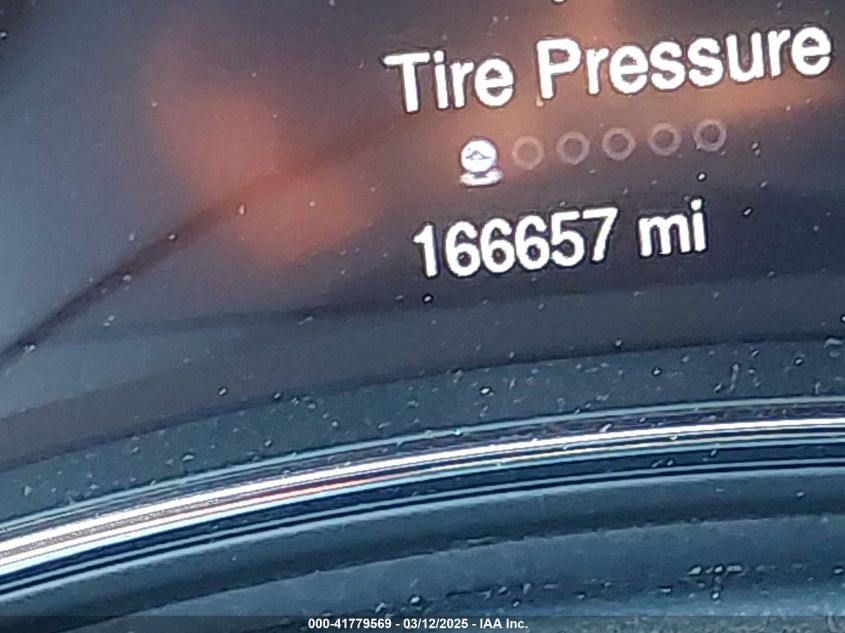 Tire Pressure
166657 mi
000-41779569 - 03/12/2025 - IAA Inc.